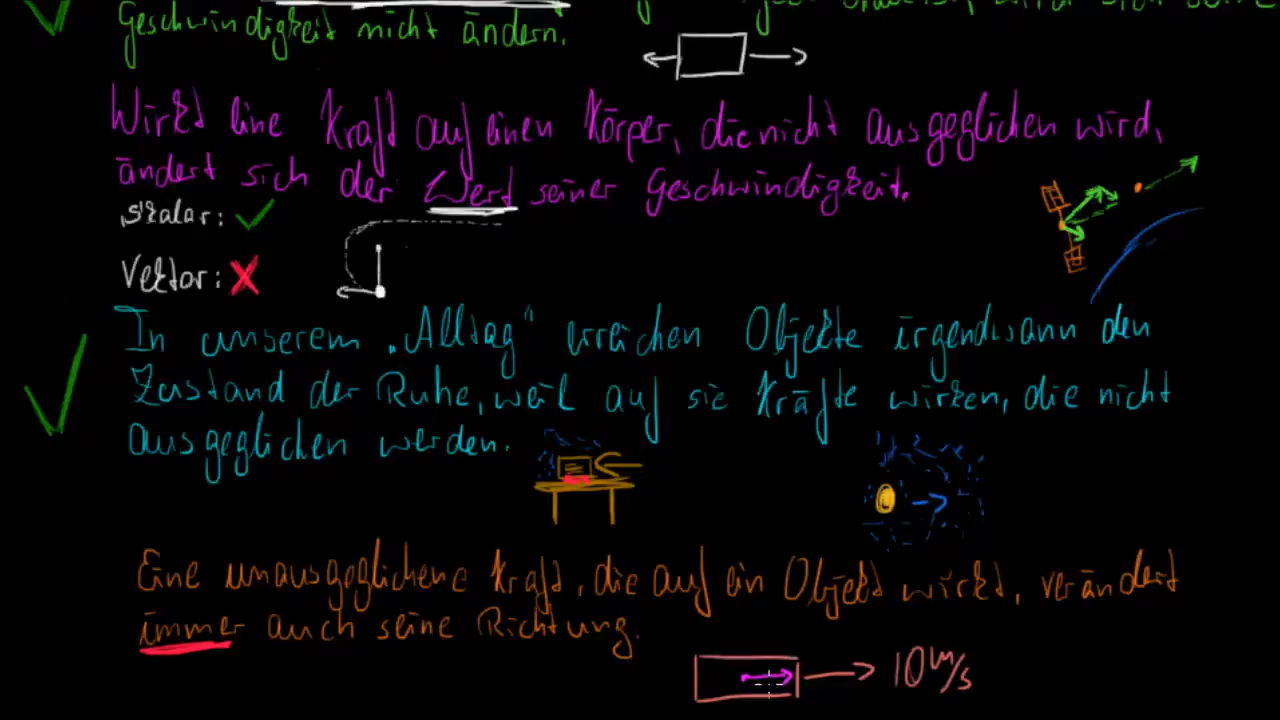 Geschwindigkeit nicht ändern.
Wirkt eine Kraft auf einen Körper, die nicht ausgeglichen wird,
ändert sich der Wert seiner Geschwindigkeit.
Skalar:
Vektor:
In unserem „Alltag" erreichen Objekte irgendwann den
Zustand der Ruhe, weil auf sie Kräfte wirken, die nicht
ausgeglichen werden.
Eine unausgeglichene Kraft, die auf ein Objekt wirkt, verändert
immer auch seine Richtung.
10 m/s